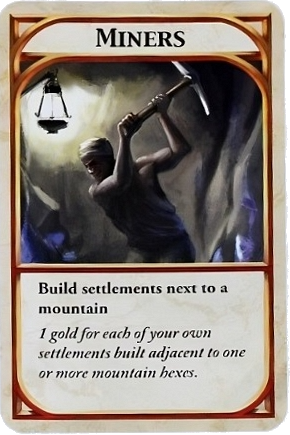 MINERS
Build settlements next to a
mountain
1 gold for each of your own
settlements built adjacent to one
or more mountain hexes.